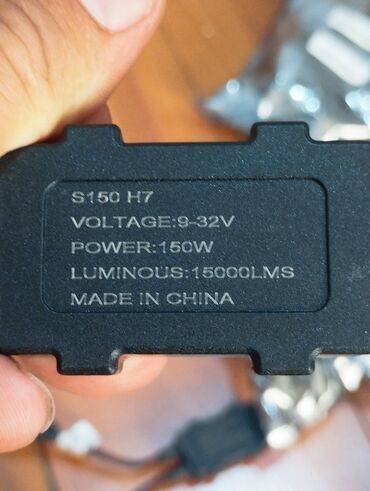 S150 H7
VOLTAGE:9-32V
POWER:150W
LUMINOUS:15000LMS
MADE IN CHINA